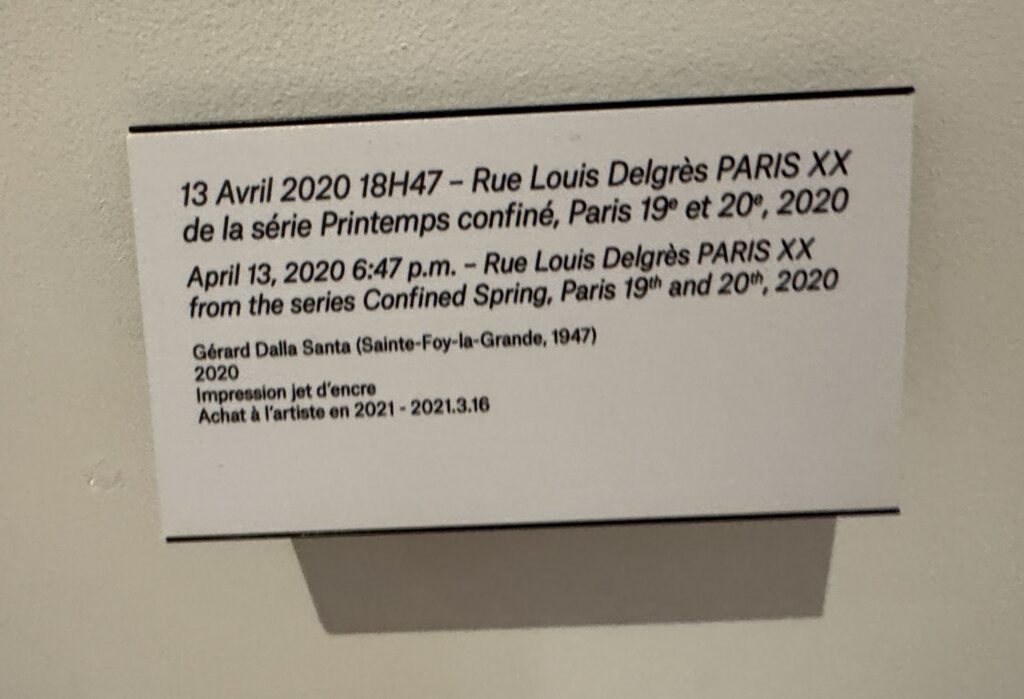 13 Avril 2020 18H47 – Rue Louis Delgrès PARIS XX
de la série Printemps confiné, Paris 19e et 20e, 2020
April 13, 2020 6:47 p.m. – Rue Louis Delgrès PARIS XX
from the series Confined Spring, Paris 19th and 20th, 2020
Gérard Dalla Santa (Sainte-Foy-la-Grande, 1947)
2020
Impression jet d'encre
Achat à l'artiste en 2021 - 2021.3.16